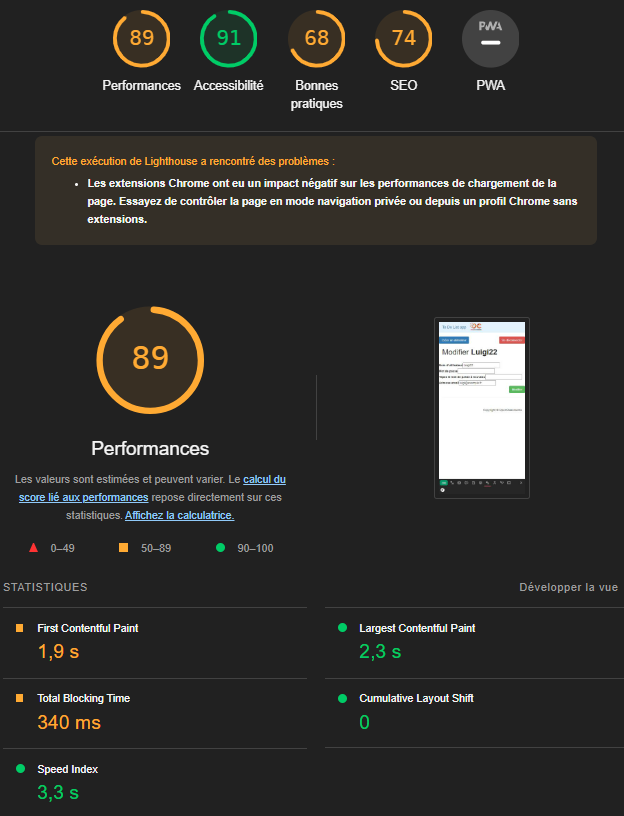 89
91
68
74
PWA
Performances
Accessibilité
Bonnes
pratiques
SEO
PWA
Cette exécution de Lighthouse a rencontré des problèmes :
• Les extensions Chrome ont eu un impact négatif sur les performances de chargement de la
page. Essayez de contrôler la page en mode navigation privée ou depuis un profil Chrome sans
extensions.
89
Modifier Luigi22
Performances
Les valeurs sont estimées et peuvent varier. Le calcul du
score lié aux performances repose directement sur ces
statistiques. Affichez la calculatrice.
0–49
50–89
90–100
STATISTIQUES
Développer la vue
First Contentful Paint
1,9 s
Largest Contentful Paint
2,3 s
Total Blocking Time
340 ms
Cumulative Layout Shift
0
Speed Index
3,3 s